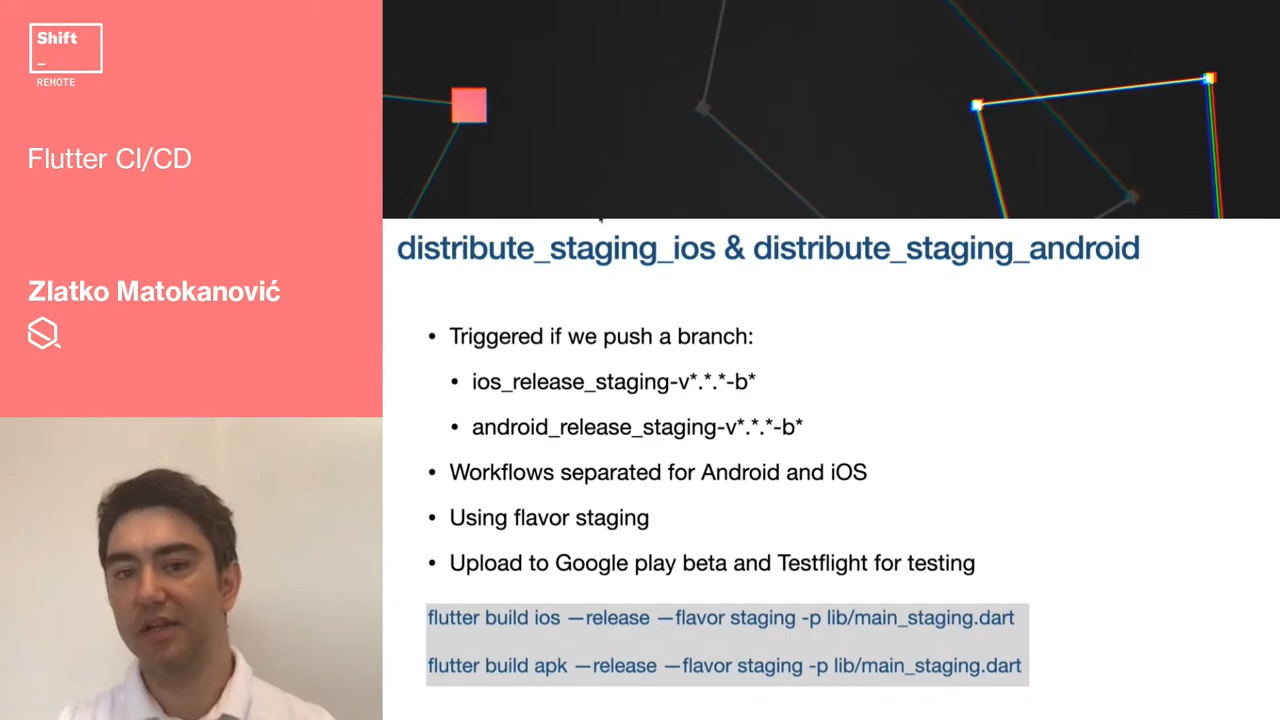 Shift
_
REMOTE
Flutter CI/CD
Zlatko Matokanović
distribute_staging_ios & distribute_staging_android
• Triggered if we push a branch:
• ios_release_staging-v*.*.*-b*
• android_release_staging-v*.*.*-b*
• Workflows separated for Android and iOS
• Using flavor staging
• Upload to Google play beta and Testflight for testing
flutter build ios —release —flavor staging -p lib/main_staging.dart
flutter build apk —release —flavor staging -p lib/main_staging.dart